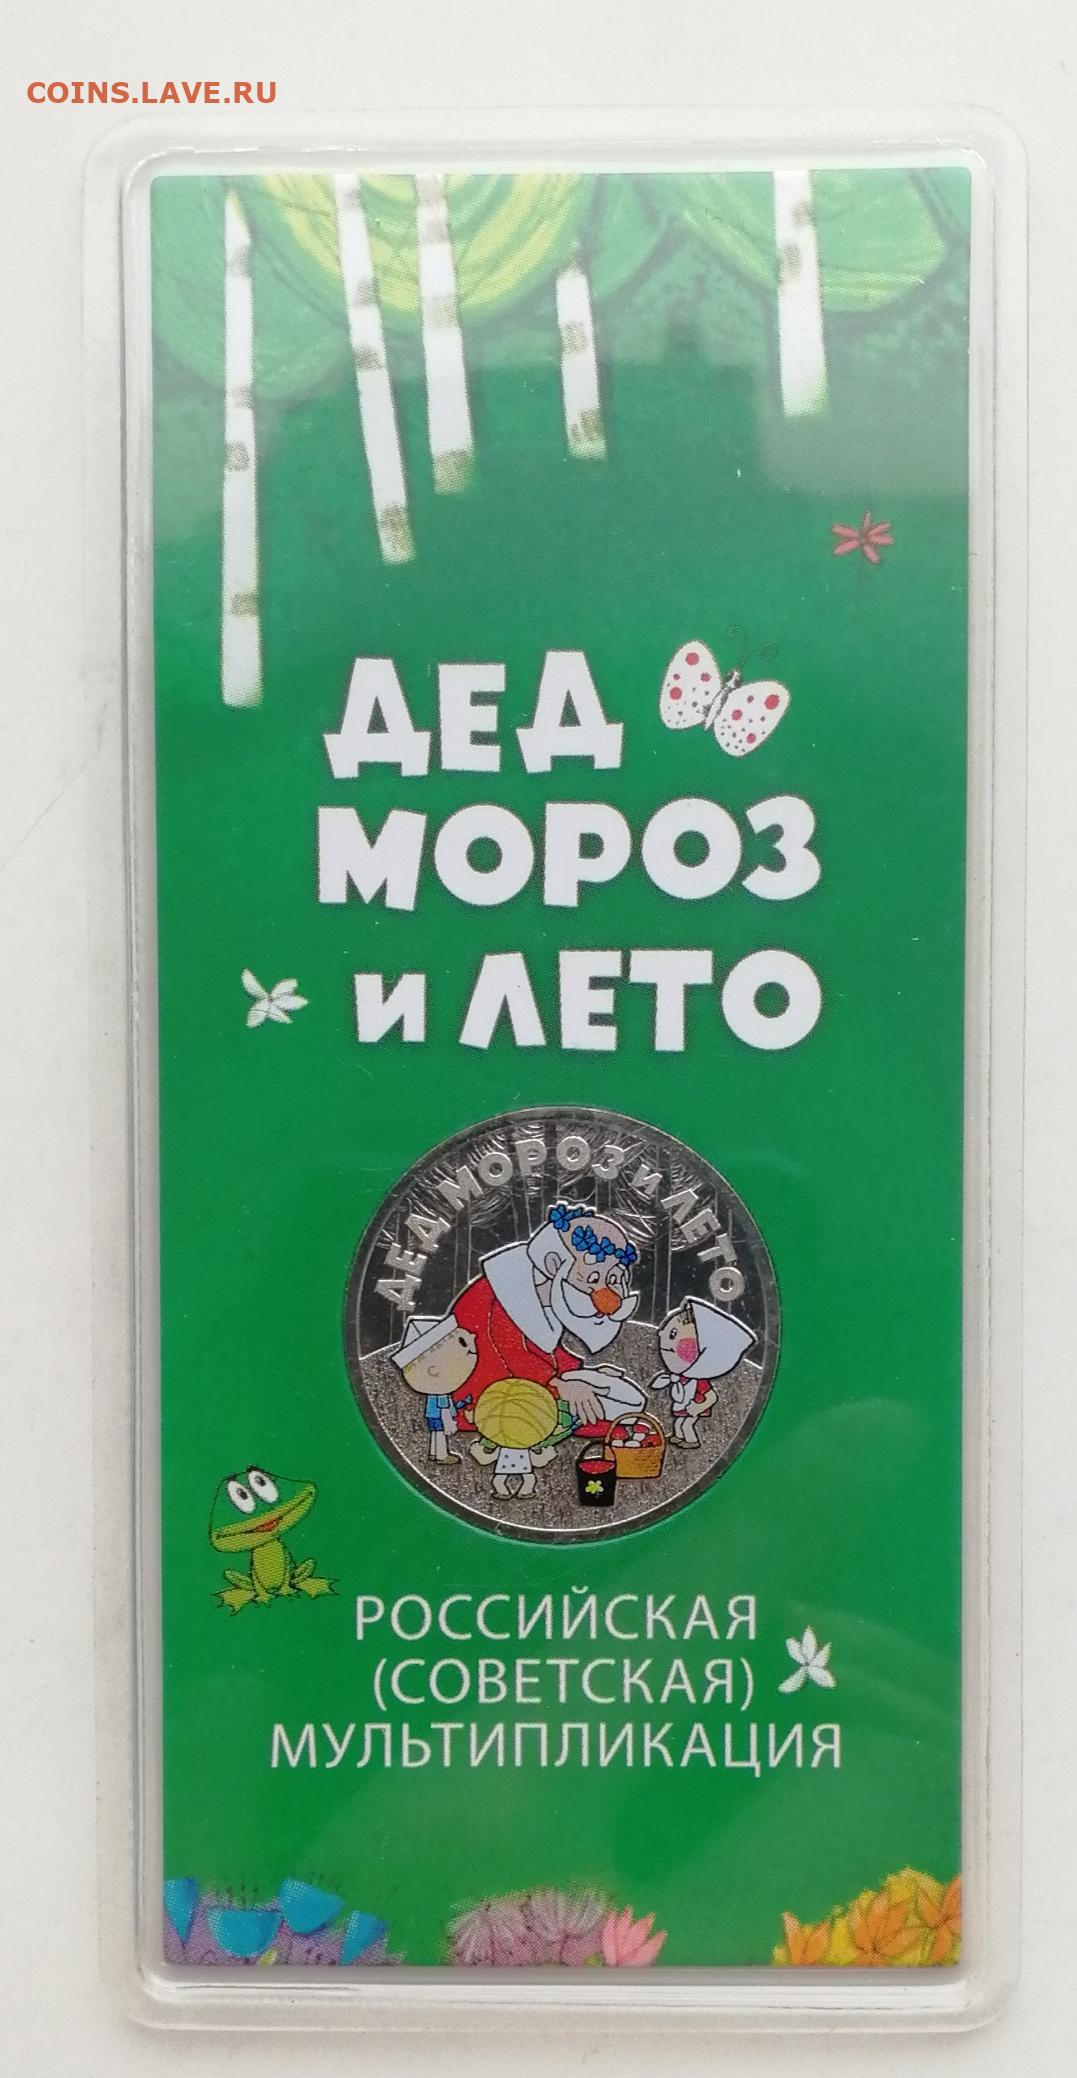 COINS.LAVE.RU
ДЕД
МОРОЗ
и ЛЕТО
ДЕД МОРОЗ И ЛЕТО
РОССИЙСКАЯ
(СОВЕТСКАЯ)
МУЛЬТИПЛИКАЦИЯ